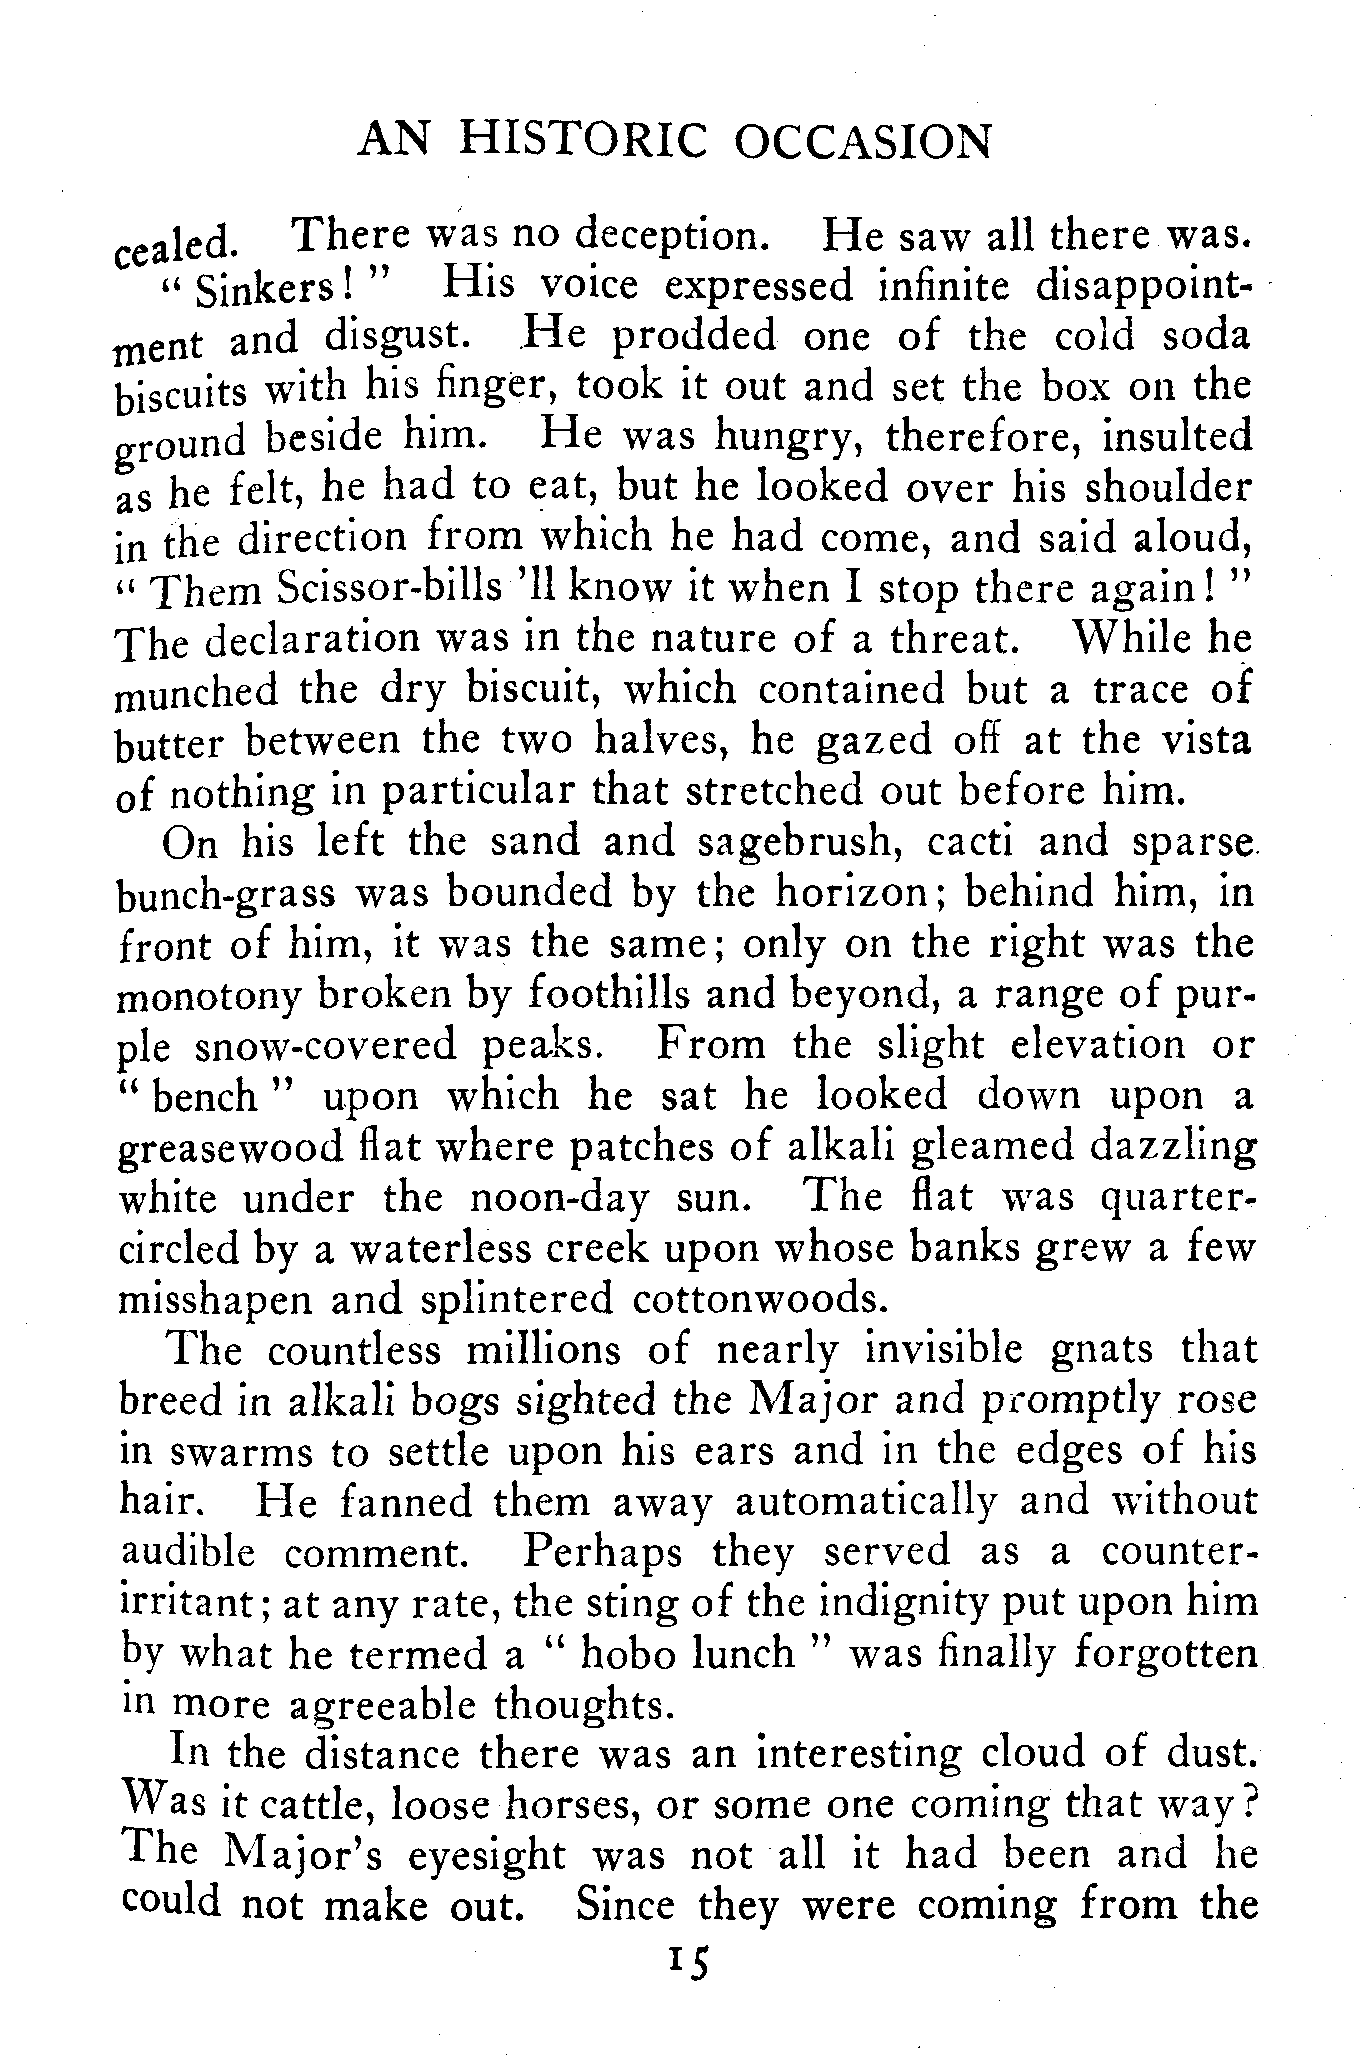 AN HISTORIC OCCASION
cealed. There was no deception. He saw all there was.
“ Sinkers! ” His voice expressed infinite disappoint-
ment and disgust. He prodded one of the cold soda
biscuits with his finger, took it out and set the box on the
ground beside him. He was hungry, therefore, insulted
as he felt, he had to eat, but he looked over his shoulder
in the direction from which he had come, and said aloud,
“ Them Scissor-bills ’ll know it when I stop there again! ”
The declaration was in the nature of a threat. While he
munched the dry biscuit, which contained but a trace of
butter between the two halves, he gazed off at the vista
of nothing in particular that stretched out before him.
On his left the sand and sagebrush, cacti and sparse
bunch-grass was bounded by the horizon; behind him, in
front of him, it was the same; only on the right was the
monotony broken by foothills and beyond, a range of pur-
ple snow-covered peaks. From the slight elevation or
“ bench ” upon which he sat he looked down upon a
greasewood flat where patches of alkali gleamed dazzling
white under the noon-day sun. The flat was quarter-
circled by a waterless creek upon whose banks grew a few
misshapen and splintered cottonwoods.
The countless millions of nearly invisible gnats that
breed in alkali bogs sighted the Major and promptly rose
in swarms to settle upon his ears and in the edges of his
hair. He fanned them away automatically and without
audible comment. Perhaps they served as a counter-
irritant; at any rate, the sting of the indignity put upon him
by what he termed a “ hobo lunch ” was finally forgotten
in more agreeable thoughts.
In the distance there was an interesting cloud of dust.
Was it cattle, loose horses, or some one coming that way?
The Major’s eyesight was not all it had been and he
could not make out. Since they were coming from the
15